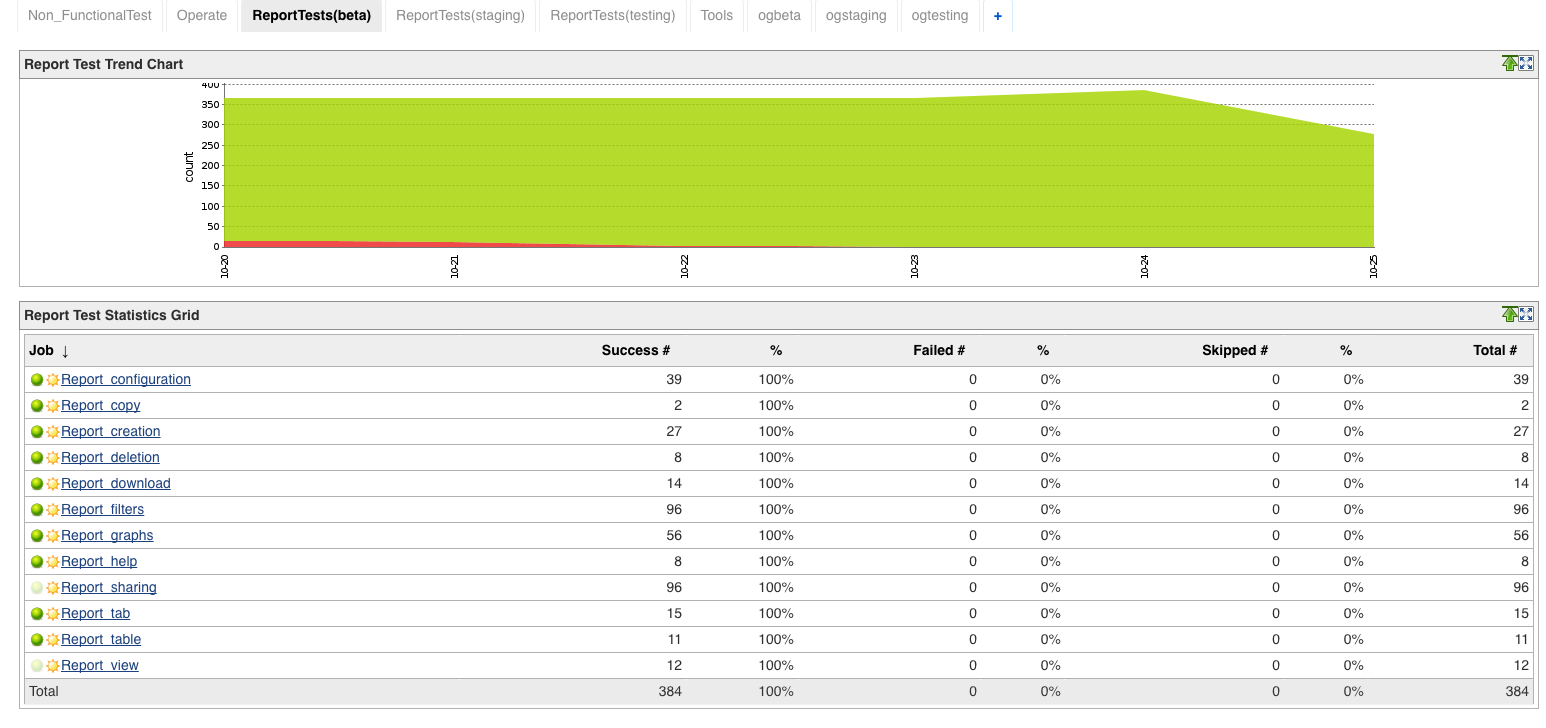 Non_FunctionalTest Operate ReportTests(beta) ReportTests(staging) ReportTests(testing) Tools ogbeta ogstaging ogtesting +
Report Test Trend Chart
400
350
300
250
200
150
100
50
0
count
10-20 10-21 10-22 10-23 10-24 10-25
Report Test Statistics Grid
Job ↓ Success # % Failed # % Skipped # % Total #
Report_configuration 39 100% 0 0% 0 0% 39
Report_copy 2 100% 0 0% 0 0% 2
Report_creation 27 100% 0 0% 0 0% 27
Report_deletion 8 100% 0 0% 0 0% 8
Report_download 14 100% 0 0% 0 0% 14
Report_filters 96 100% 0 0% 0 0% 96
Report_graphs 56 100% 0 0% 0 0% 56
Report_help 8 100% 0 0% 0 0% 8
Report_sharing 96 100% 0 0% 0 0% 96
Report_tab 15 100% 0 0% 0 0% 15
Report_table 11 100% 0 0% 0 0% 11
Report_view 12 100% 0 0% 0 0% 12
Total 384 100% 0 0% 0 0% 384